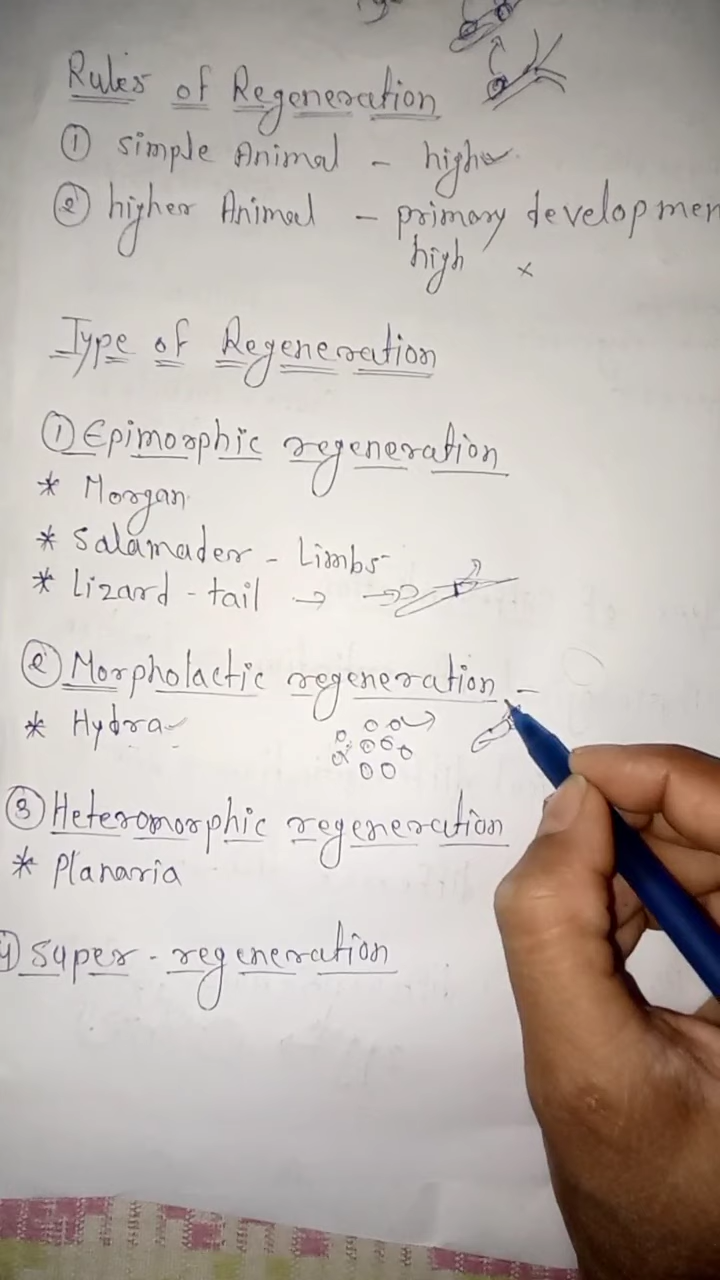 Rules of Regeneration
① simple Animal - high
② higher Animal - primary developmen
high ×
Type of Regeneration
① Epimorphic regeneration
* Morgan
* Salamader - Limbs
* Lizard - tail →
② Morpholactic regeneration -
* Hydra
③ Heteromorphic regeneration
* Planaria
4) Super - regeneration